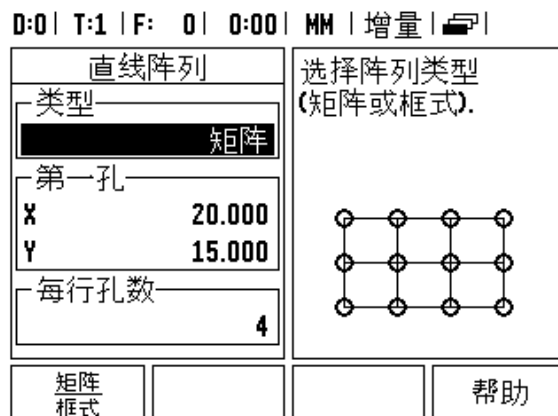 D:0| T:1 |F: 0| 0:00| MM |增量|
直线阵列
类型
矩阵
第一孔
X 20.000
Y 15.000
每行孔数
4
选择阵列类型
(矩阵或框式).
矩阵
框式
帮助